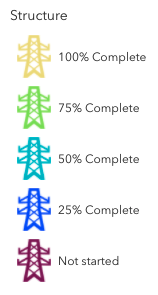 Structure
100% Complete
75% Complete
50% Complete
25% Complete
Not started